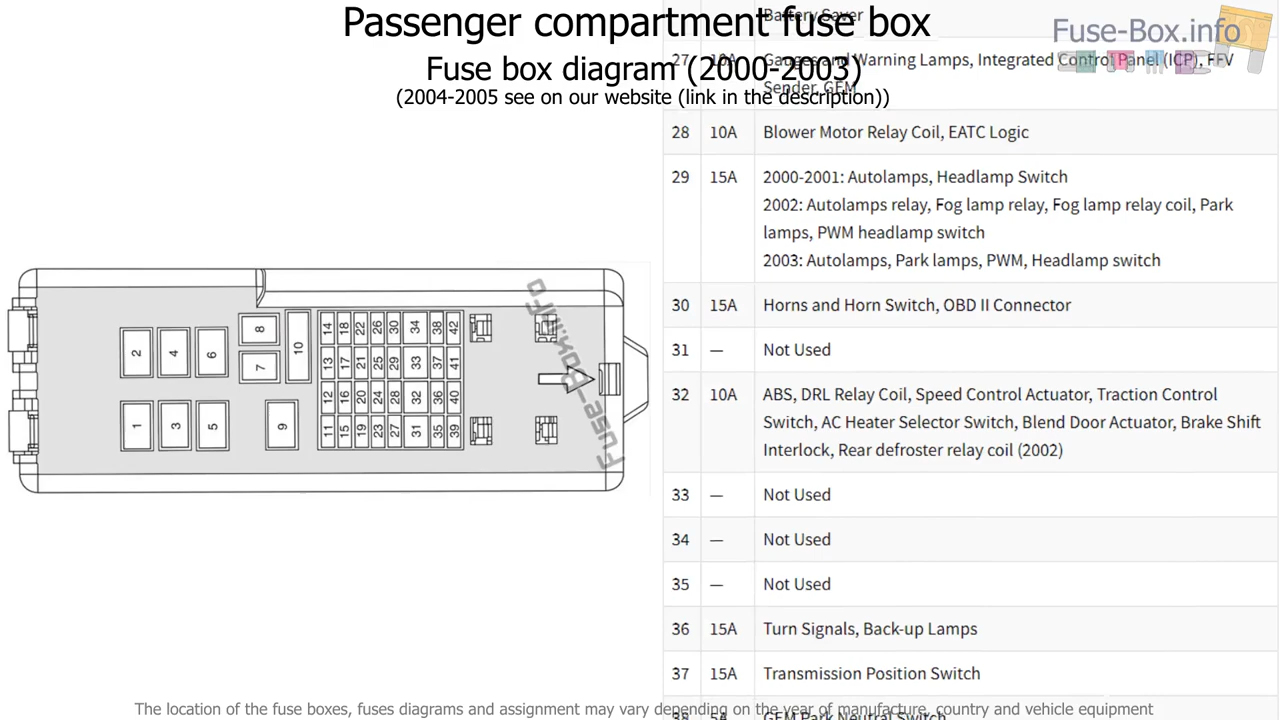 Passenger compartment fuse box
Fuse box diagram (2000-2003)
(2004-2005 see on our website (link in the description))
Fuse-Box.info
Battery Saver
27 10A Gauges and Warning Lamps, Integrated Control Panel (ICP), FFV
Sender, GEM
28 10A Blower Motor Relay Coil, EATC Logic
29 15A 2000-2001: Autolamps, Headlamp Switch
2002: Autolamps relay, Fog lamp relay, Fog lamp relay coil, Park
lamps, PWM headlamp switch
2003: Autolamps, Park lamps, PWM, Headlamp switch
30 15A Horns and Horn Switch, OBD II Connector
31 — Not Used
32 10A ABS, DRL Relay Coil, Speed Control Actuator, Traction Control
Switch, AC Heater Selector Switch, Blend Door Actuator, Brake Shift
Interlock, Rear defroster relay coil (2002)
33 — Not Used
34 — Not Used
35 — Not Used
36 15A Turn Signals, Back-up Lamps
37 15A Transmission Position Switch
38 5A GEM Park Neutral Switch
2 4 6 8 10 14 18 22 26 30 34 38 42
7 13 17 21 25 29 33 37 41
12 16 20 24 28 32 36 40
1 3 5 9 11 15 19 23 27 31 35 39
Fuse-Box.inFo
The location of the fuse boxes, fuses diagrams and assignment may vary depending on the year of manufacture, country and vehicle equipment